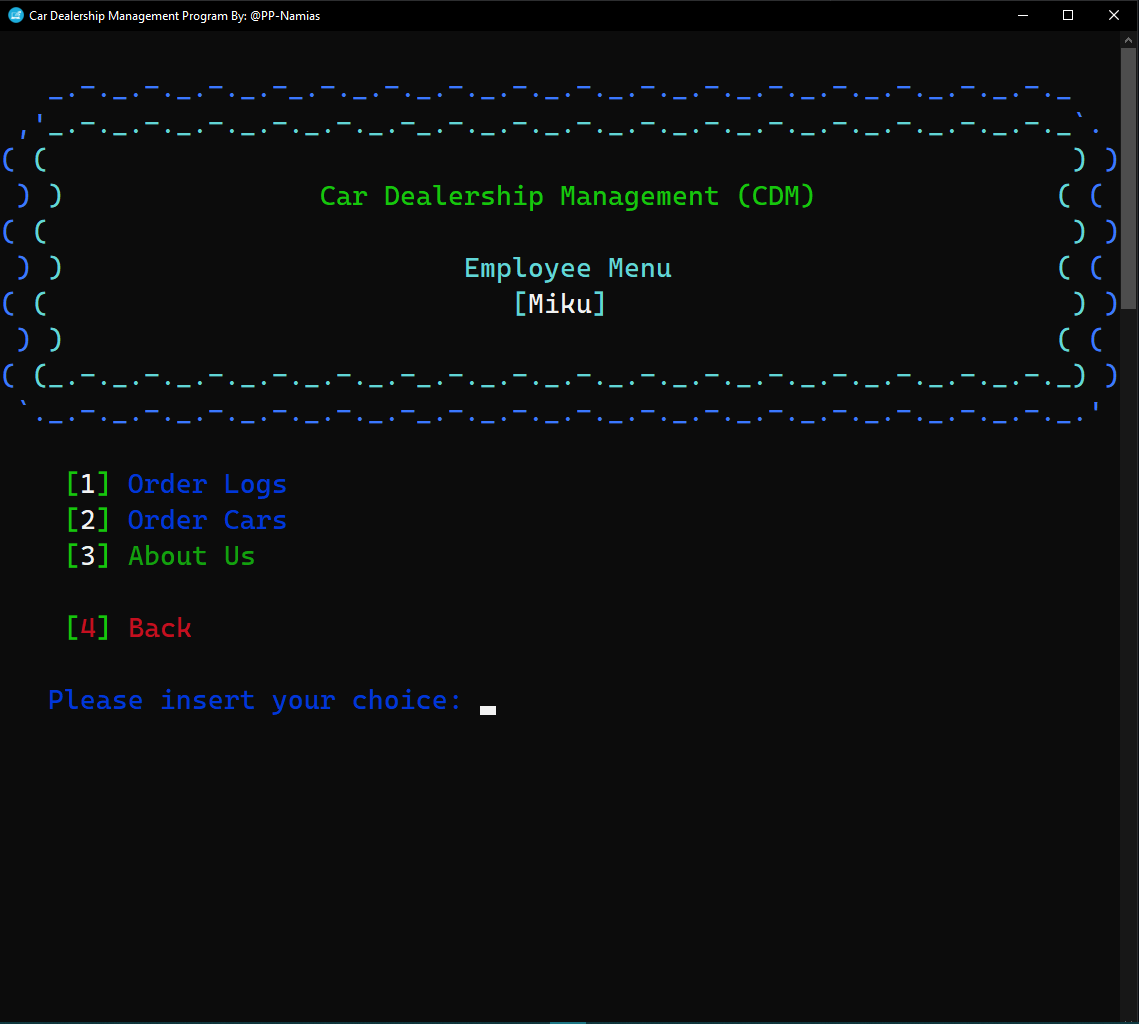 Car Dealership Management Program By: @PP-Namias
Car Dealership Management (CDM)
Employee Menu
[Miku]
[1] Order Logs
[2] Order Cars
[3] About Us
[4] Back
Please insert your choice: